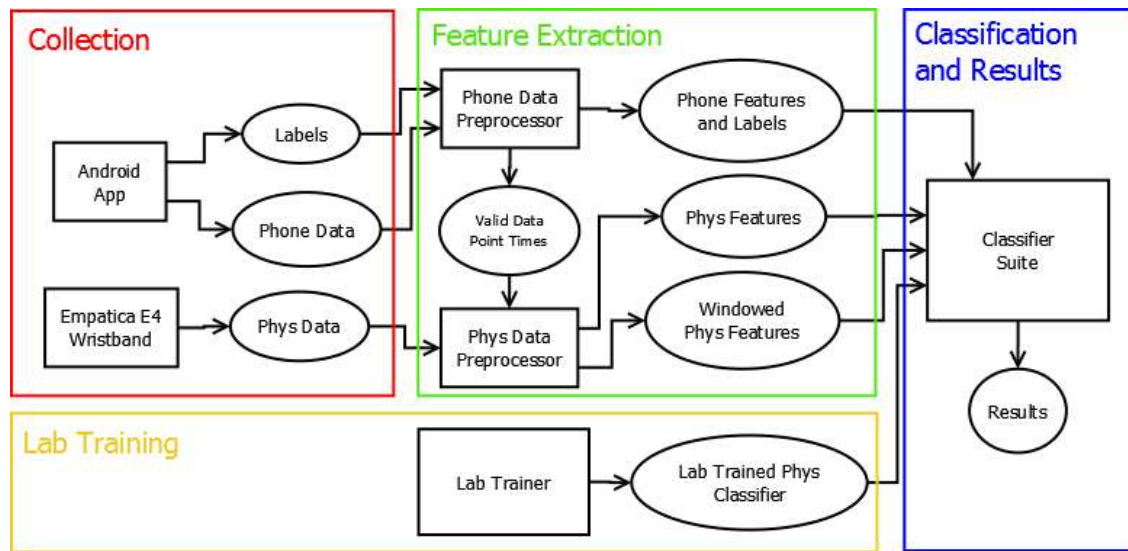 Collection
Feature Extraction
Classification
and Results
Labels
Android
App
Phone Data
Empatica E4
Wristband
Phys Data
Phone Data
Preprocessor
Phone Features
and Labels
Valid Data
Point Times
Phys Features
Phys Data
Preprocessor
Windowed
Phys Features
Classifier
Suite
Results
Lab Training
Lab Trainer
Lab Trained Phys
Classifier